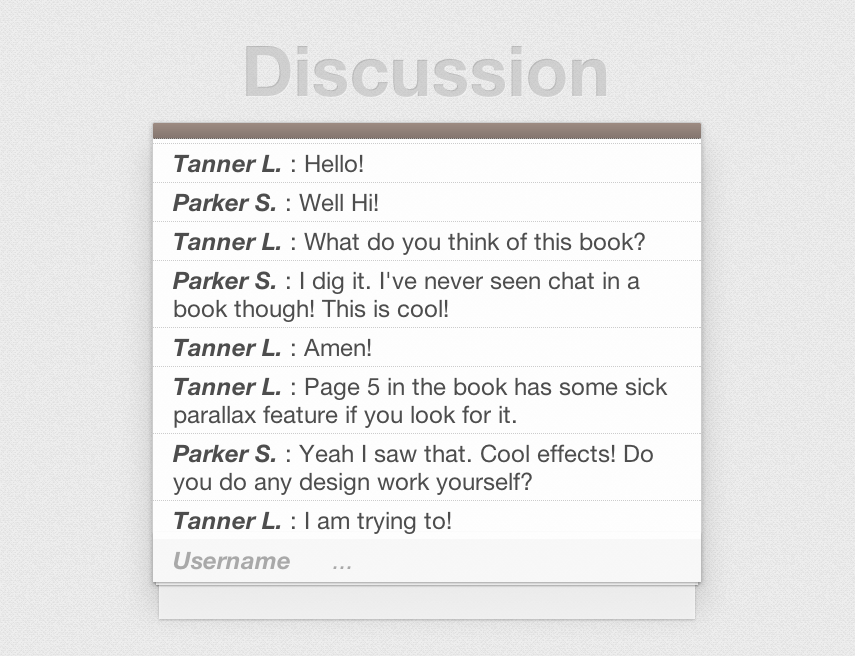 Discussion
Tanner L. : Hello!
Parker S. : Well Hi!
Tanner L. : What do you think of this book?
Parker S. : I dig it. I've never seen chat in a
book though! This is cool!
Tanner L. : Amen!
Tanner L. : Page 5 in the book has some sick
parallax feature if you look for it.
Parker S. : Yeah I saw that. Cool effects! Do
you do any design work yourself?
Tanner L. : I am trying to!
Username ...